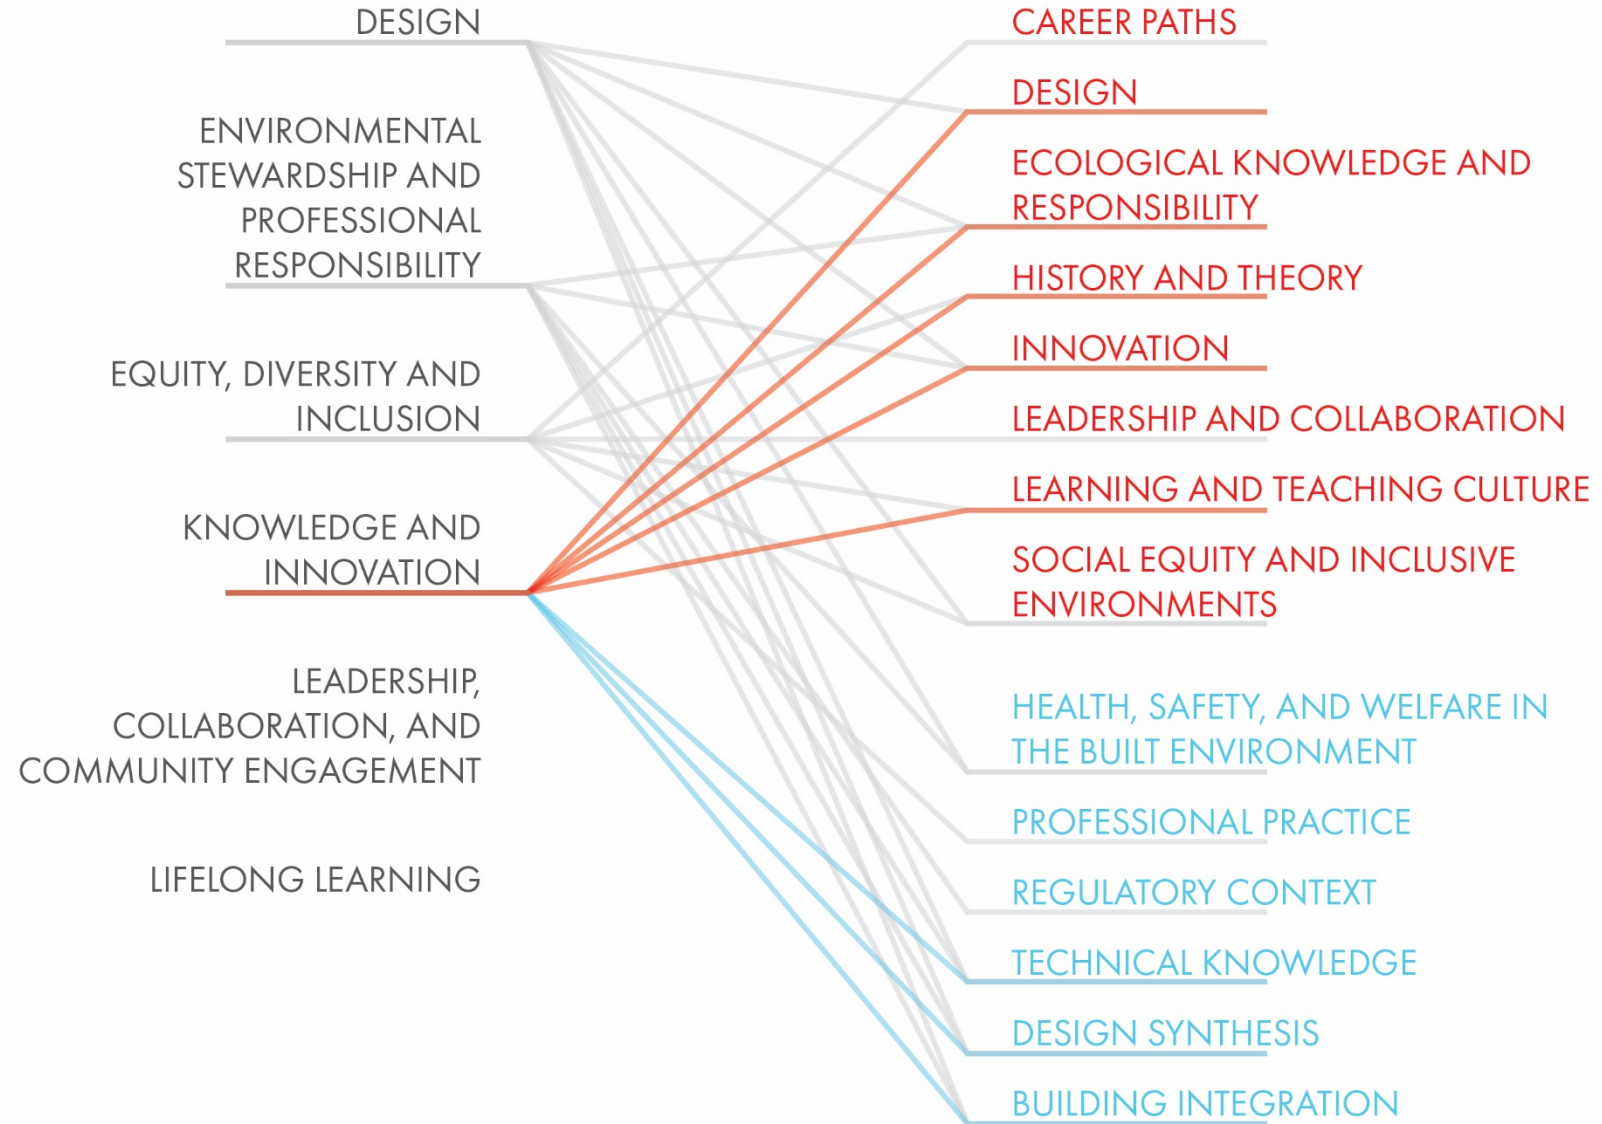 DESIGN
ENVIRONMENTAL
STEWARDSHIP AND
PROFESSIONAL
RESPONSIBILITY
EQUITY, DIVERSITY AND
INCLUSION
KNOWLEDGE AND
INNOVATION
LEADERSHIP,
COLLABORATION, AND
COMMUNITY ENGAGEMENT
LIFELONG LEARNING
CAREER PATHS
DESIGN
ECOLOGICAL KNOWLEDGE AND
RESPONSIBILITY
HISTORY AND THEORY
INNOVATION
LEADERSHIP AND COLLABORATION
LEARNING AND TEACHING CULTURE
SOCIAL EQUITY AND INCLUSIVE
ENVIRONMENTS
HEALTH, SAFETY, AND WELFARE IN
THE BUILT ENVIRONMENT
PROFESSIONAL PRACTICE
REGULATORY CONTEXT
TECHNICAL KNOWLEDGE
DESIGN SYNTHESIS
BUILDING INTEGRATION